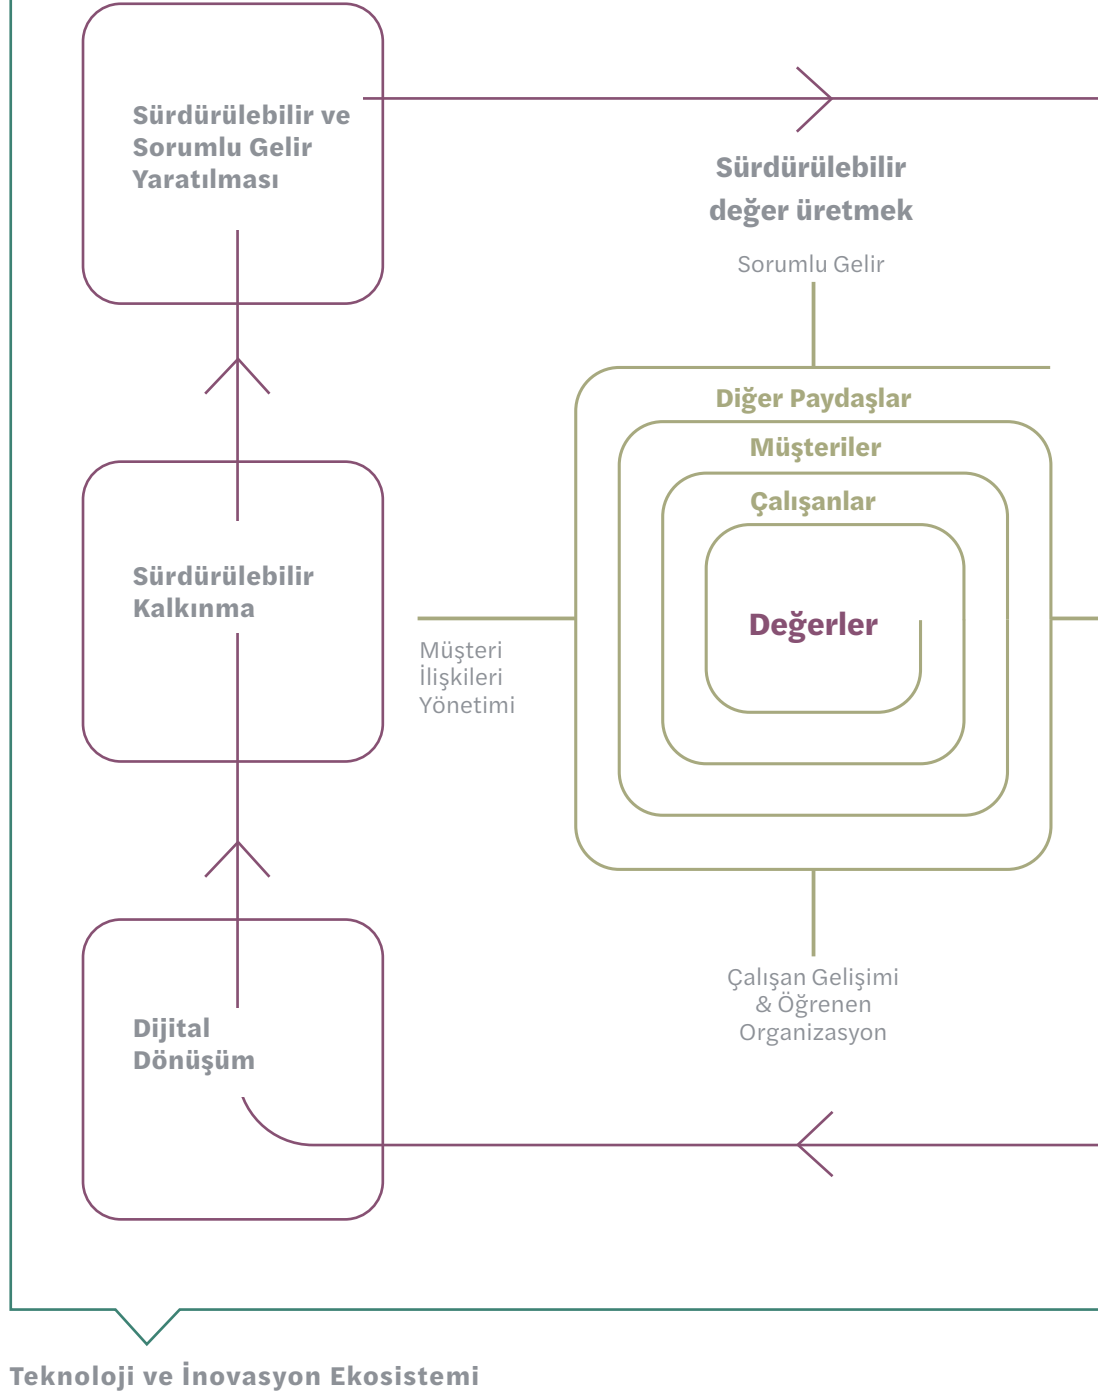 Sürdürülebilir ve
Sorumlu Gelir
Yaratılması
Sürdürülebilir
değer üretmek
Sorumlu Gelir
Diğer Paydaşlar
Müşteriler
Çalışanlar
Değerler
Sürdürülebilir
Kalkınma
Müşteri
İlişkileri
Yönetimi
Çalışan Gelişimi
& Öğrenen
Organizasyon
Dijital
Dönüşüm
Teknoloji ve İnovasyon Ekosistemi